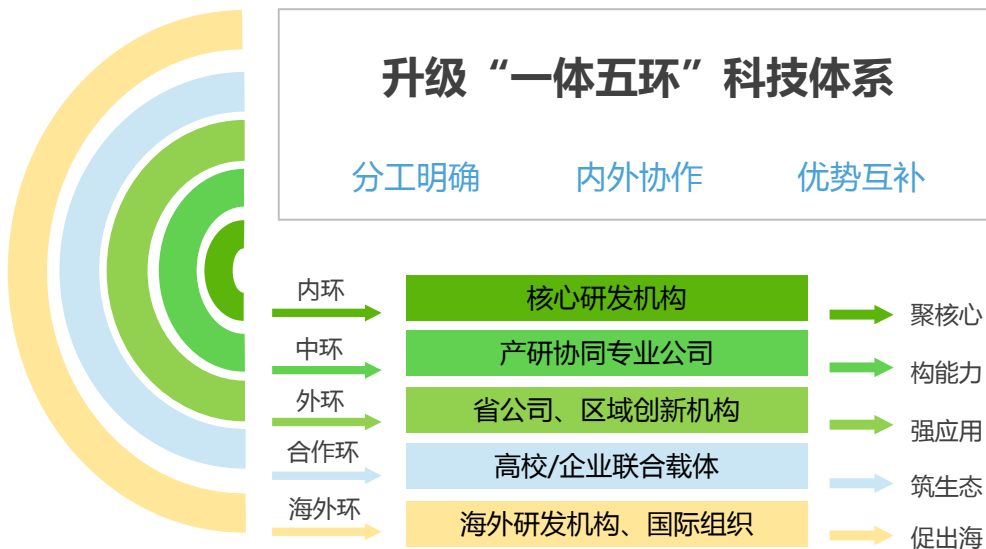 升级“一体五环”科技体系
分工明确 内外协作 优势互补
内环 核心研发机构 聚核心
中环 产研协同专业公司 构能力
外环 省公司、区域创新机构 强应用
合作环 高校/企业联合载体 筑生态
海外环 海外研发机构、国际组织 促出海